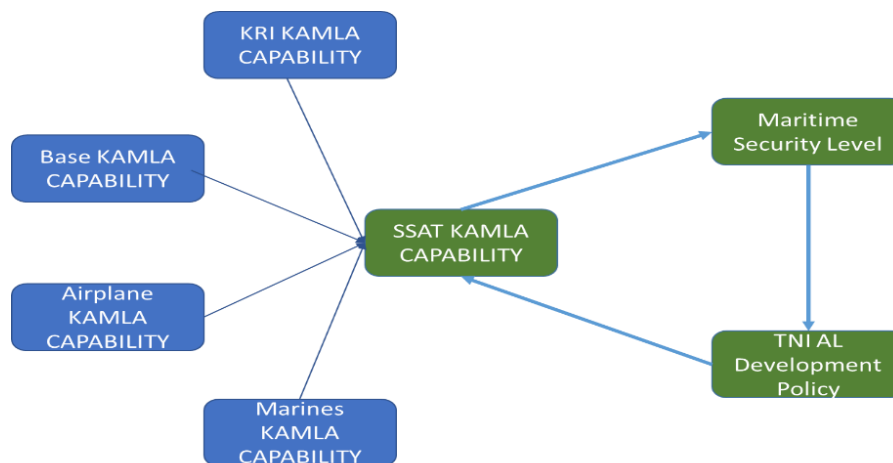 KRI KAMLA
CAPABILITY
Base KAMLA
CAPABILITY
Airplane
KAMLA
CAPABILITY
Marines
KAMLA
CAPABILITY
SSAT KAMLA
CAPABILITY
Maritime
Security Level
TNI AL
Development
Policy